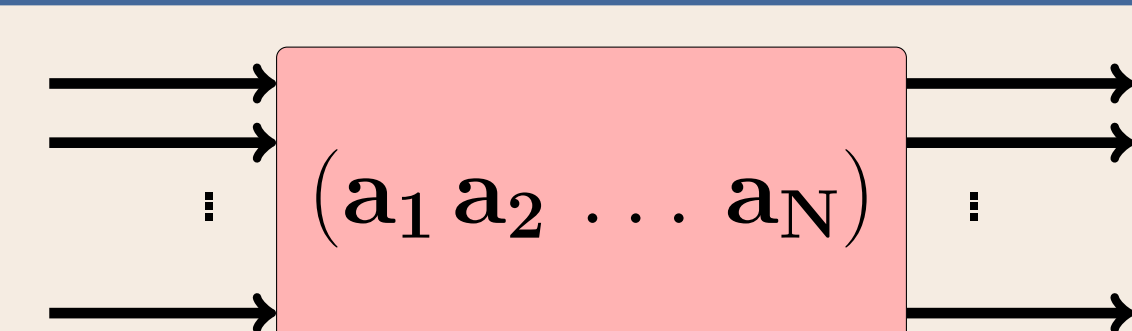 ⋮ (a₁ a₂ … a_N) ⋮